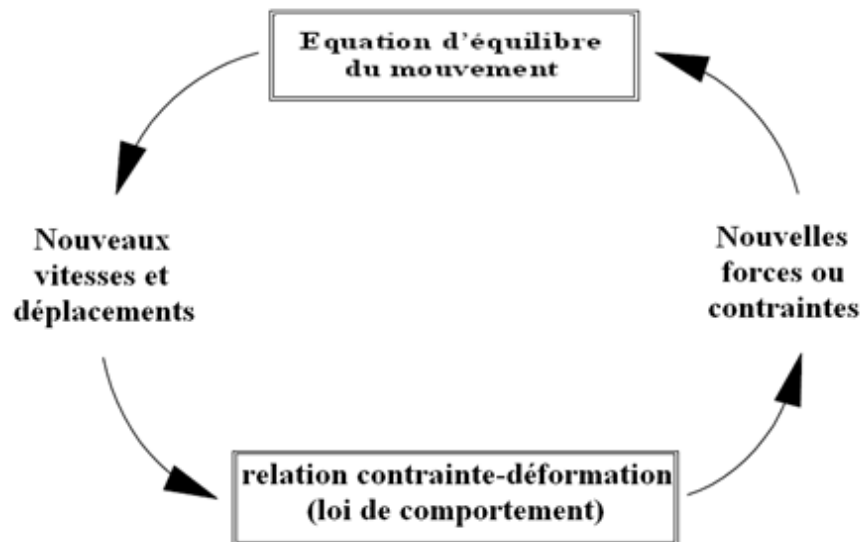 Equation d'équilibre
du mouvement
Nouveaux
vitesses et
déplacements
Nouvelles
forces ou
contraintes
relation contrainte-déformation
(loi de comportement)